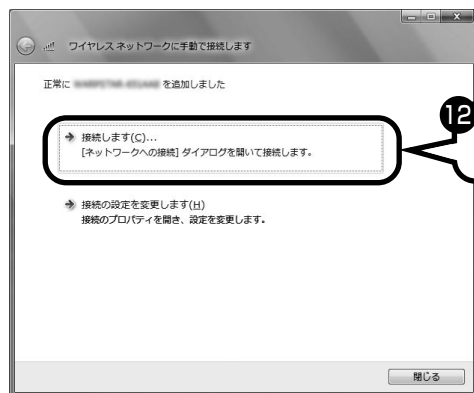 ワイヤレス ネットワークに手動で接続します
正常に を追加しました
12
接続します(C)...
[ネットワークへの接続] ダイアログを開いて接続します。
接続の設定を変更します(H)
接続のプロパティを開き、設定を変更します。
閉じる